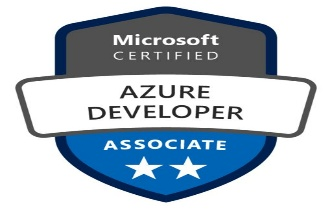 Microsoft
CERTIFIED
AZURE
DEVELOPER
ASSOCIATE